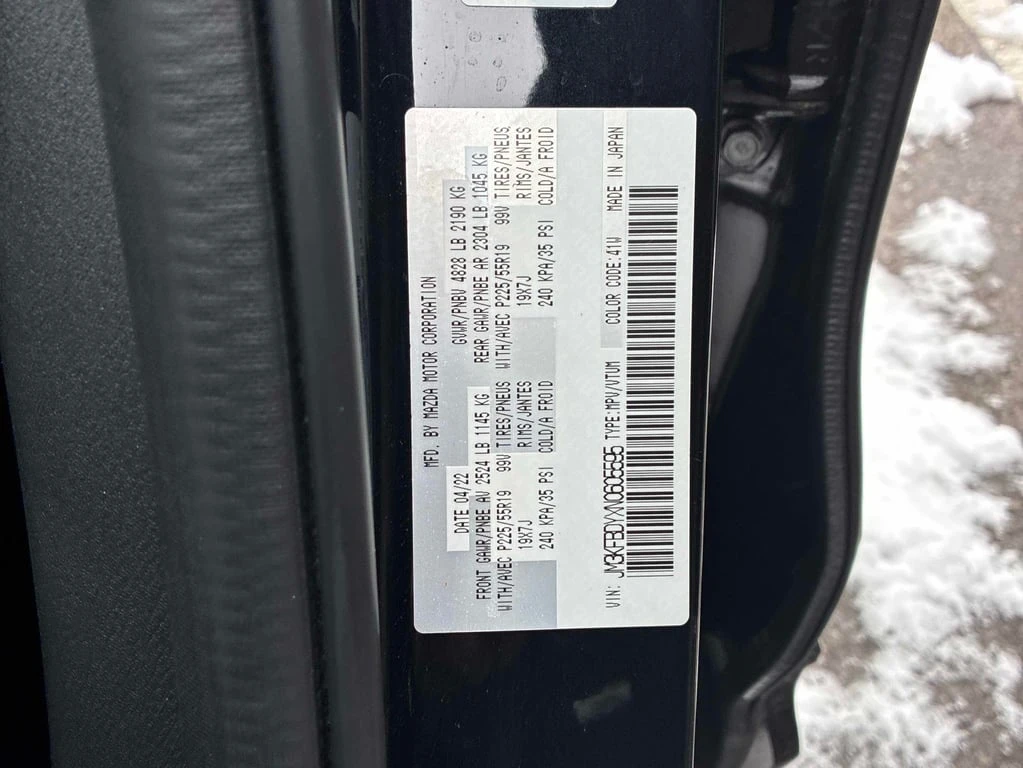 MFD. BY MAZDA MOTOR CORPORATION
DATE 04/22 GVWR/PNBV 4828 LB 2190 KG
FRONT GAWR/PNBE AV 2524 LB 1145 KG REAR GAWR/PNBE AR 2304 LB 1045 KG
WITH/AVEC P225/55R19 99V TIRES/PNEUS WITH/AVEC P225/55R19 99V TIRES/PNEUS
19X7J RIMS/JANTES 19X7J RIMS/JANTES
240 KPA/35 PSI COLD/A FROID 240 KPA/35 PSI COLD/A FROID
VIN: JM3KFBDYXN0605595 TYPE:MPV/VTUM COLOR CODE:41W MADE IN JAPAN